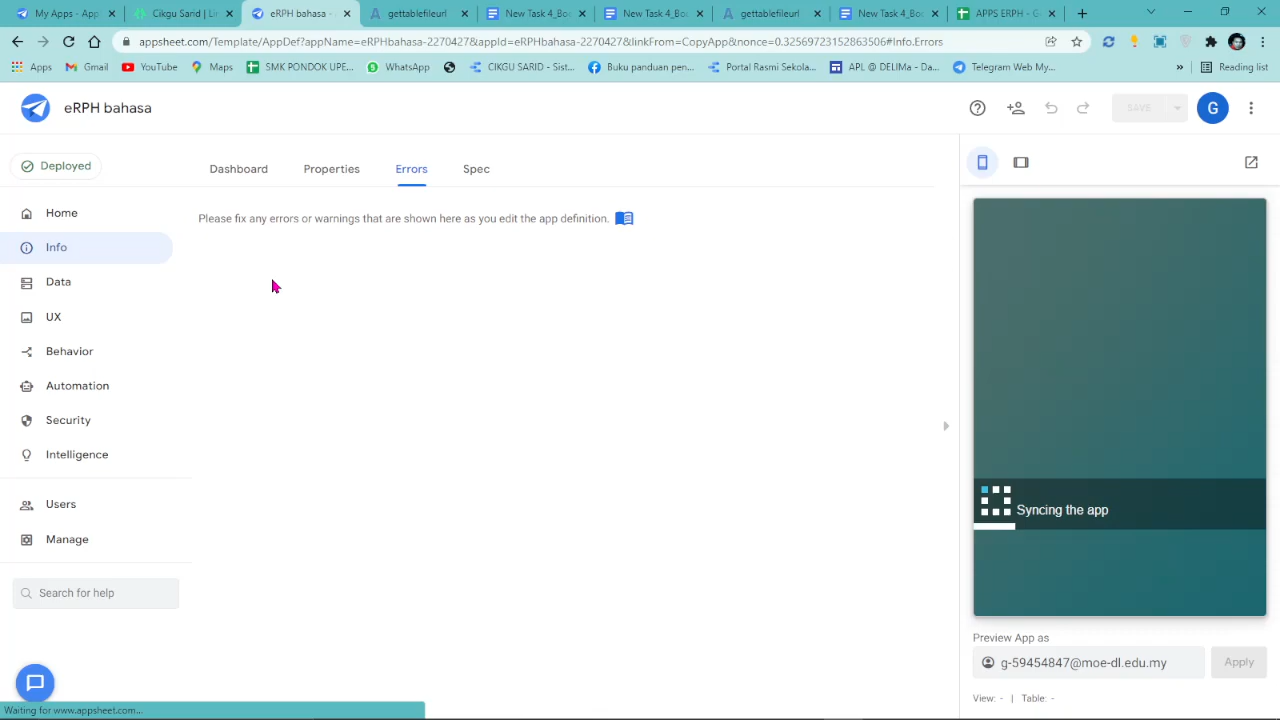 My Apps - App
Cikgu Sand | Lin
eRPH bahasa -
gettablefileurl
New Task 4_Boo
New Task 4_Boo
gettablefileurl
New Task 4_Boo
APPS ERPH - G
appsheet.com/Template/AppDef?appName=eRPHbahasa-2270427&appId=eRPHbahasa-2270427&linkFrom=CopyApp&nonce=0.32569723152863506#Info.Errors
Apps
Gmail
YouTube
Maps
SMK PONDOK UPE...
WhatsApp
CIKGU SARID - Sist...
Buku panduan pen...
Portal Rasmi Sekola...
APL @ DELIMa - Da...
Telegram Web My...
»
Reading list
eRPH bahasa
SAVE
G
Deployed
Dashboard
Properties
Errors
Spec
Please fix any errors or warnings that are shown here as you edit the app definition.
Home
Info
Data
UX
Behavior
Automation
Security
Intelligence
Users
Manage
Search for help
Syncing the app
Preview App as
g-59454847@moe-dl.edu.my
Apply
View: - | Table: -
Waiting for www.appsheet.com...